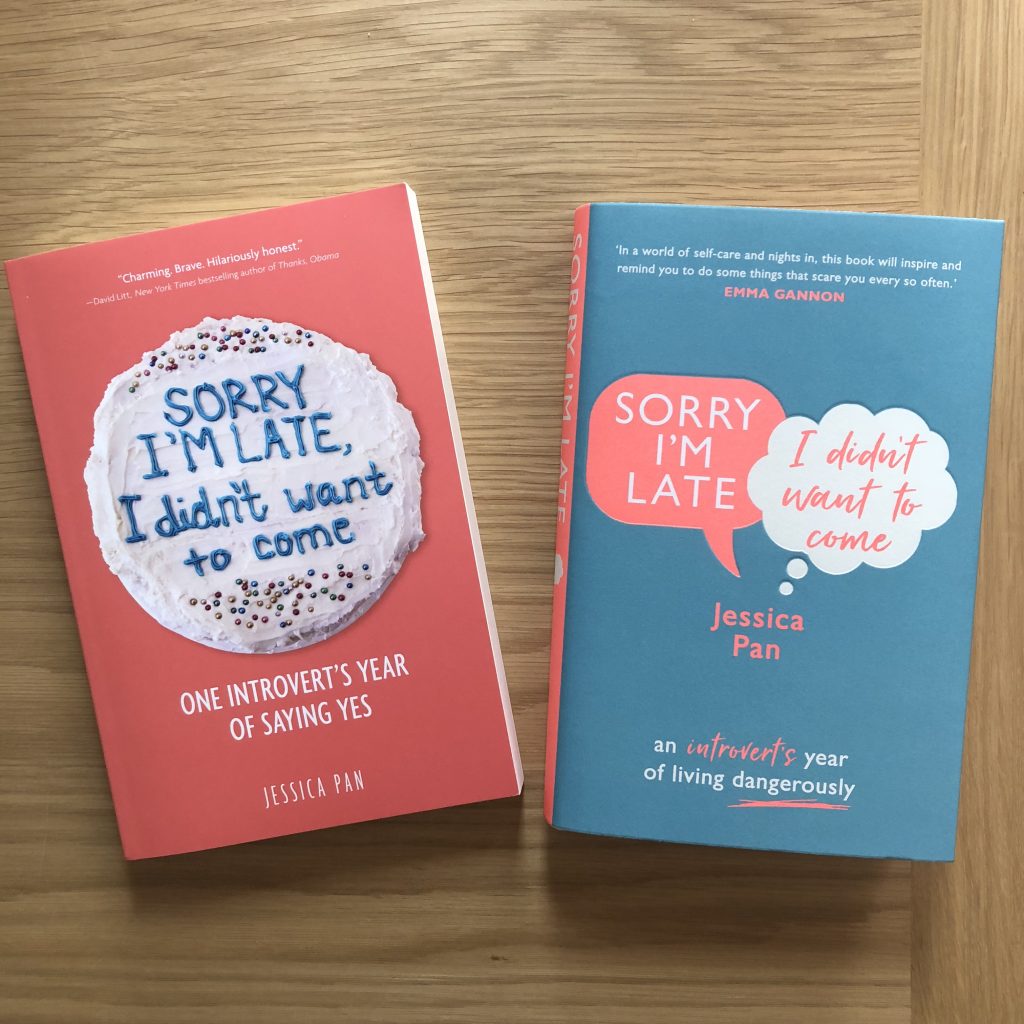 “Charming. Brave. Hilariously honest.”
—David Litt, New York Times bestselling author of Thanks, Obama
SORRY
I'M LATE,
I didn't want
to come
ONE INTROVERT'S YEAR
OF SAYING YES
JESSICA PAN
SORRY I'M LATE
‘In a world of self-care and nights in, this book will inspire and
remind you to do some things that scare you every so often.’
EMMA GANNON
SORRY
I'M
LATE
I didn't
want to
come
Jessica
Pan
an introvert's year
of living dangerously